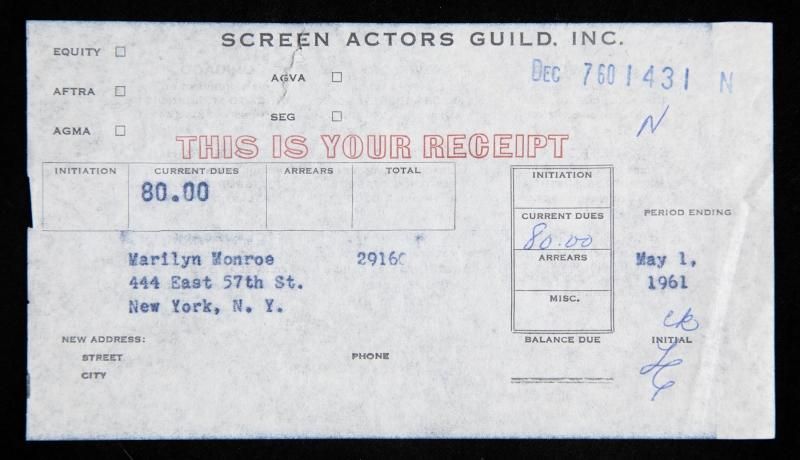 SCREEN ACTORS GUILD, INC.
EQUITY
AFTRA
AGMA
AGVA
SEG
DEC 7 60 1431 N
N
THIS IS YOUR RECEIPT
INITIATION CURRENT DUES ARREARS TOTAL
80.00
INITIATION
CURRENT DUES
80.00
ARREARS
MISC.
BALANCE DUE
PERIOD ENDING
May 1,
1961
Marilyn Monroe 29160
444 East 57th St.
New York, N. Y.
NEW ADDRESS:
STREET
CITY
PHONE
ck
INITIAL